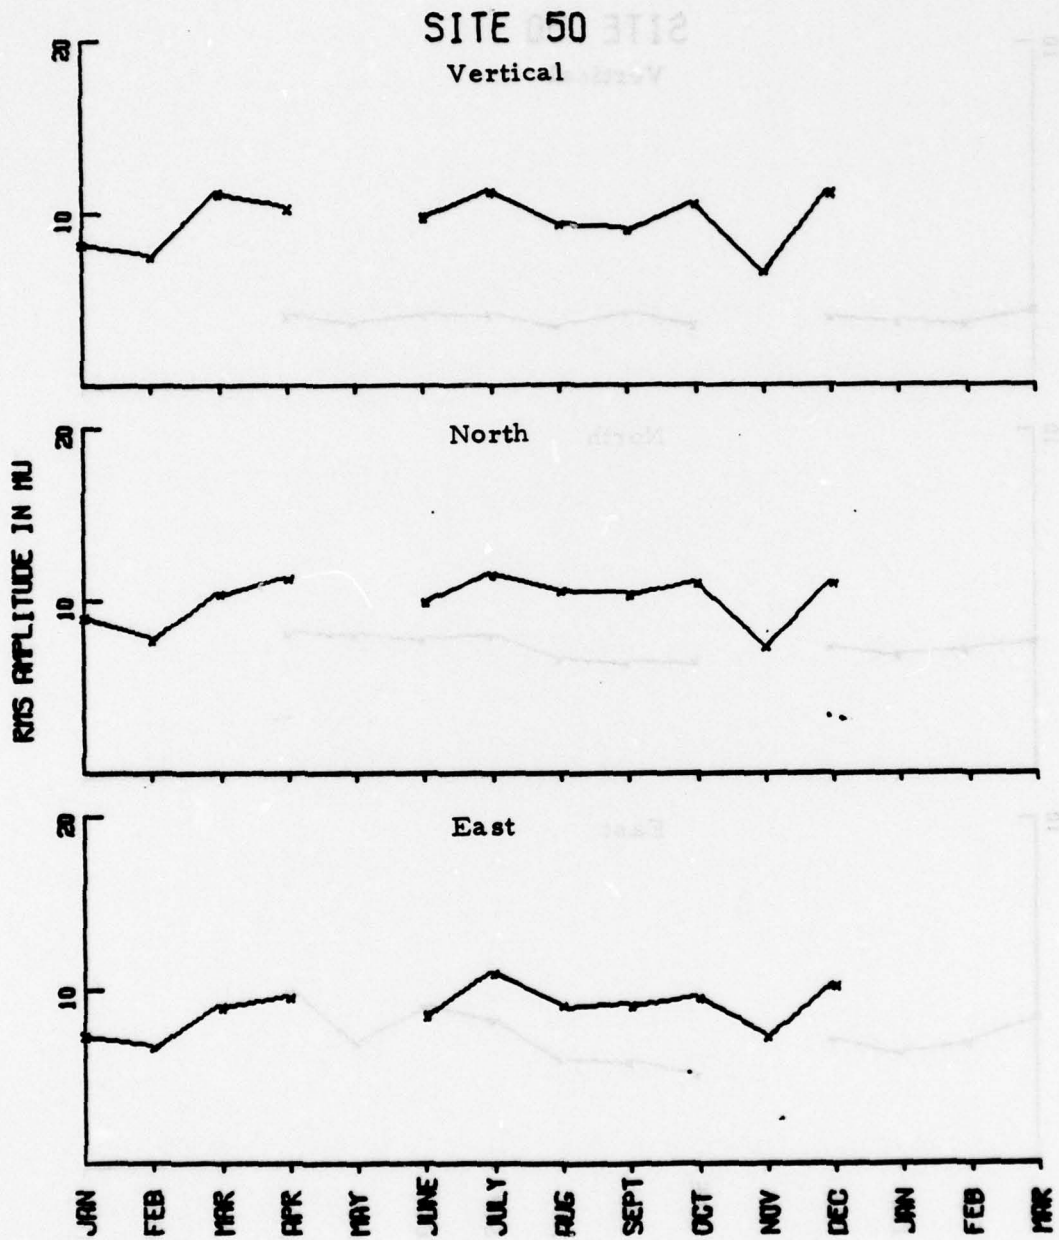 SITE 50
Vertical
20
10
North
20
10
RMS AMPLITUDE IN MU
East
20
10
JAN FEB MAR APR MAY JUNE JULY AUG SEPT OCT NOV DEC JAN FEB MAR